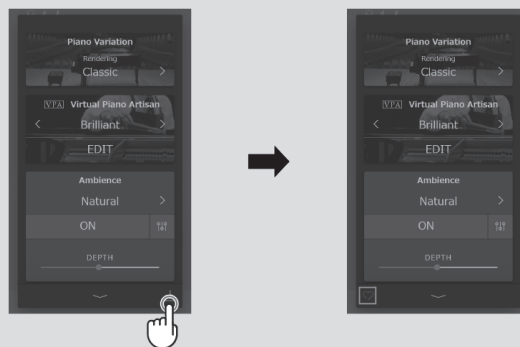 Piano Variation
Rendering
Classic
VPA Virtual Piano Artisan
Brilliant
EDIT
Ambience
Natural
ON
DEPTH
Piano Variation
Rendering
Classic
VPA Virtual Piano Artisan
Brilliant
EDIT
Ambience
Natural
ON
DEPTH